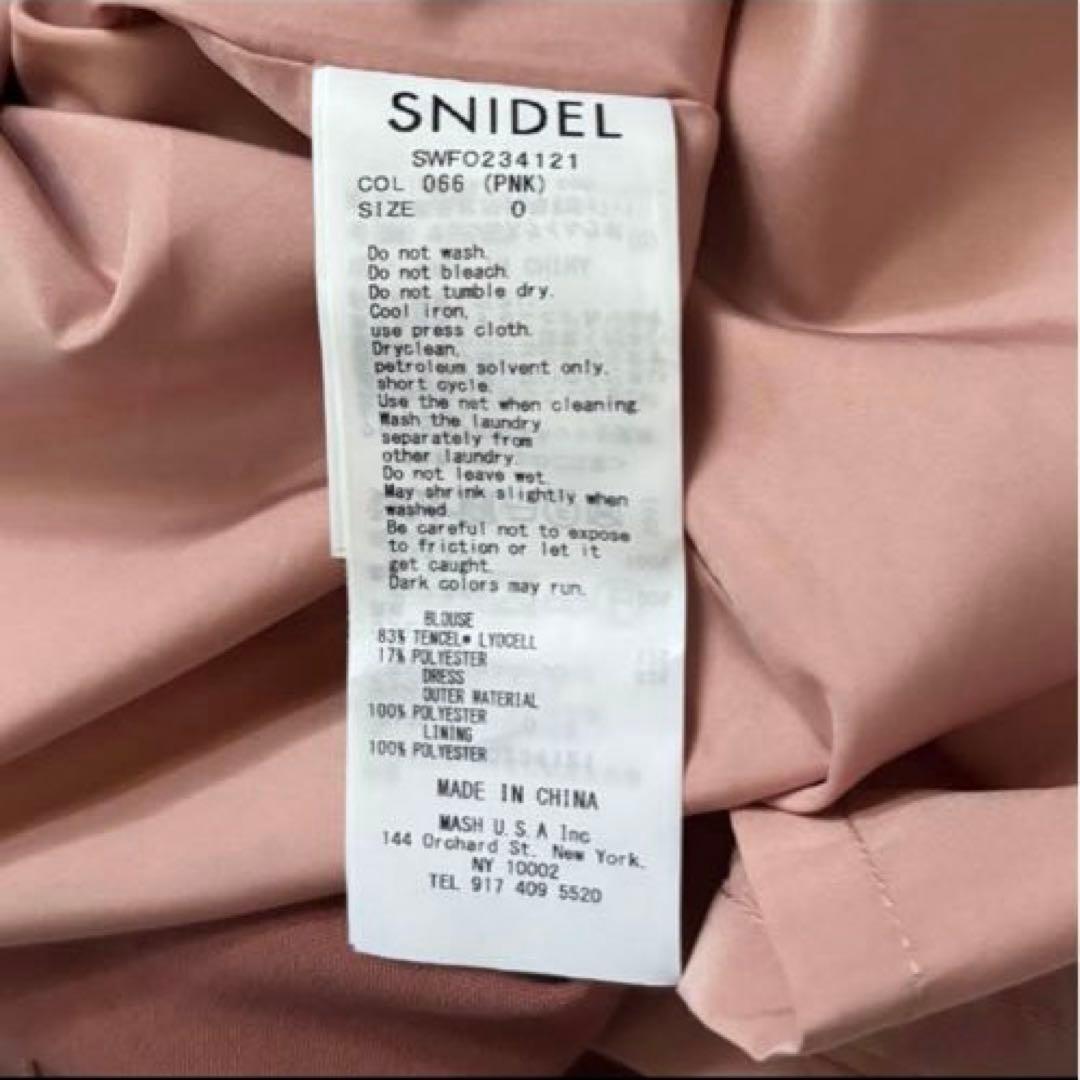 SNIDEL
SWFO234121
COL 066 (PNK)
SIZE 0
Do not wash.
Do not bleach.
Do not tumble dry.
Cool iron,
use press cloth.
Dryclean,
petroleum solvent only.
short cycle.
Use the net when cleaning.
Wash the laundry
separately from
other laundry.
Do not leave wet.
May shrink slightly when
washed.
Be careful not to expose
to friction or let it
get caught.
Dark colors may run.
BLOUSE
83% TENCEL* LYOCELL
17% POLYESTER
DRESS
OUTER MATERIAL
100% POLYESTER
LINING
100% POLYESTER
MADE IN CHINA
MASH U.S.A Inc
144 Orchard St. New York.
NY 10002
TEL 917 409 5520